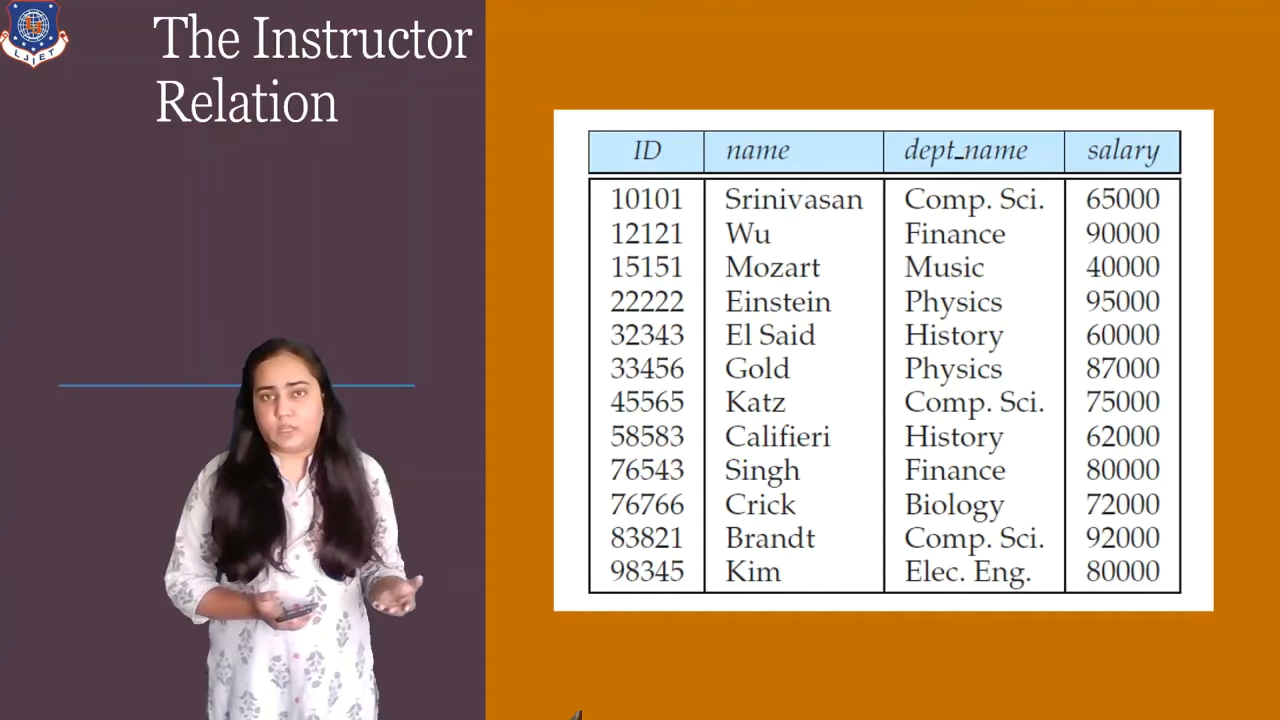 LJIET
The Instructor
Relation
ID name dept_name salary
10101 Srinivasan Comp. Sci. 65000
12121 Wu Finance 90000
15151 Mozart Music 40000
22222 Einstein Physics 95000
32343 El Said History 60000
33456 Gold Physics 87000
45565 Katz Comp. Sci. 75000
58583 Califieri History 62000
76543 Singh Finance 80000
76766 Crick Biology 72000
83821 Brandt Comp. Sci. 92000
98345 Kim Elec. Eng. 80000